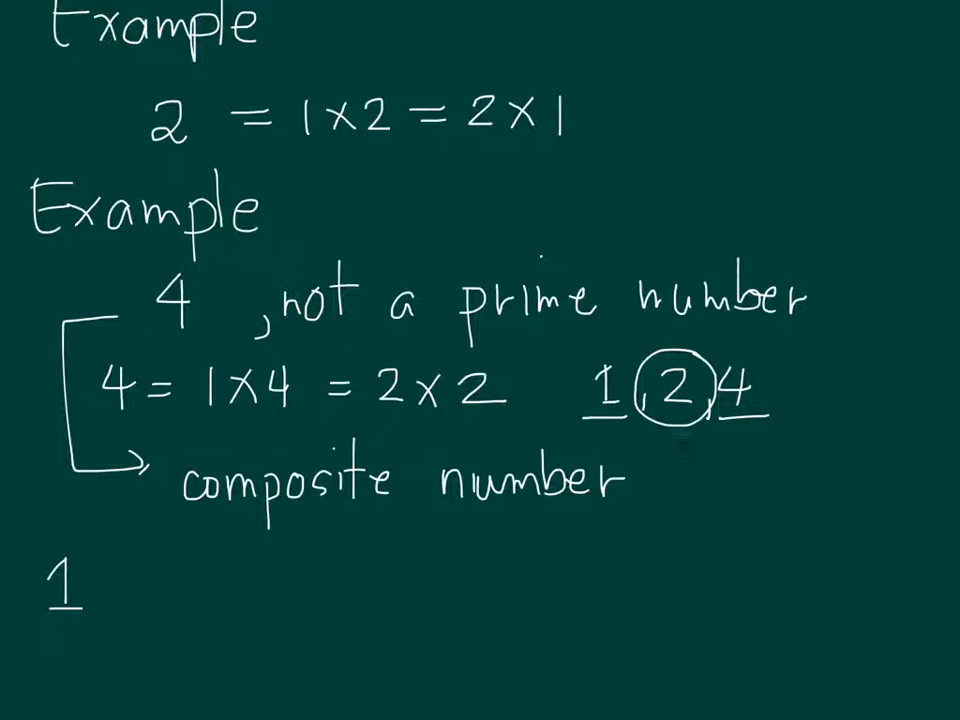 Example
2 = 1×2 = 2×1
Example
4 , not a prime number
4 = 1×4 = 2×2 1,2,4
composite number
1